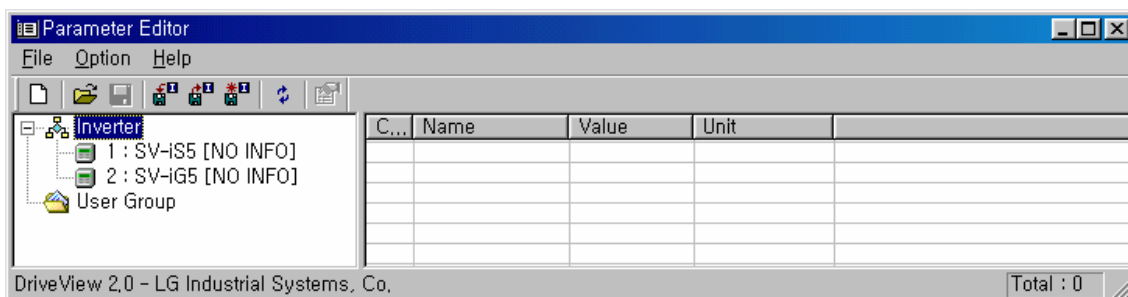 Parameter Editor
File Option Help
Inverter
1 : SV-iS5 [NO INFO]
2 : SV-iG5 [NO INFO]
User Group
C... Name Value Unit
DriveView 2,0 - LG Industrial Systems, Co, Total : 0